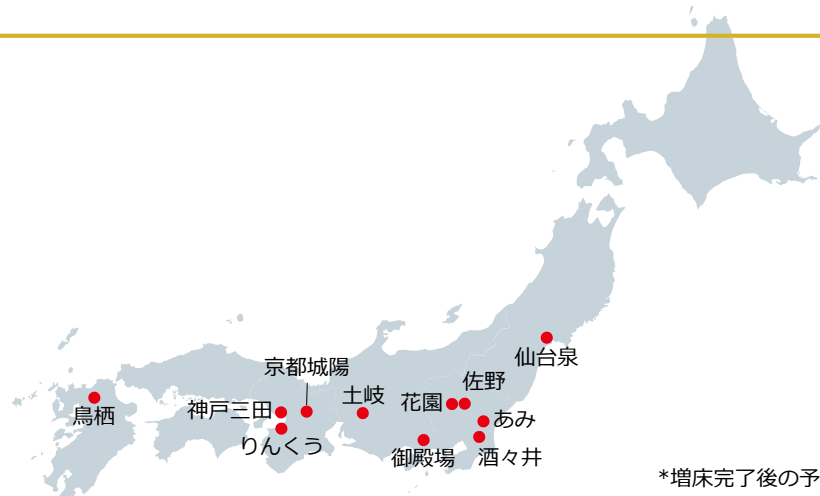 仙台泉
京都城陽
佐野
土岐
花園
神戸三田
鳥栖
あみ
りんくう
御殿場
酒々井
*増床完了後の予